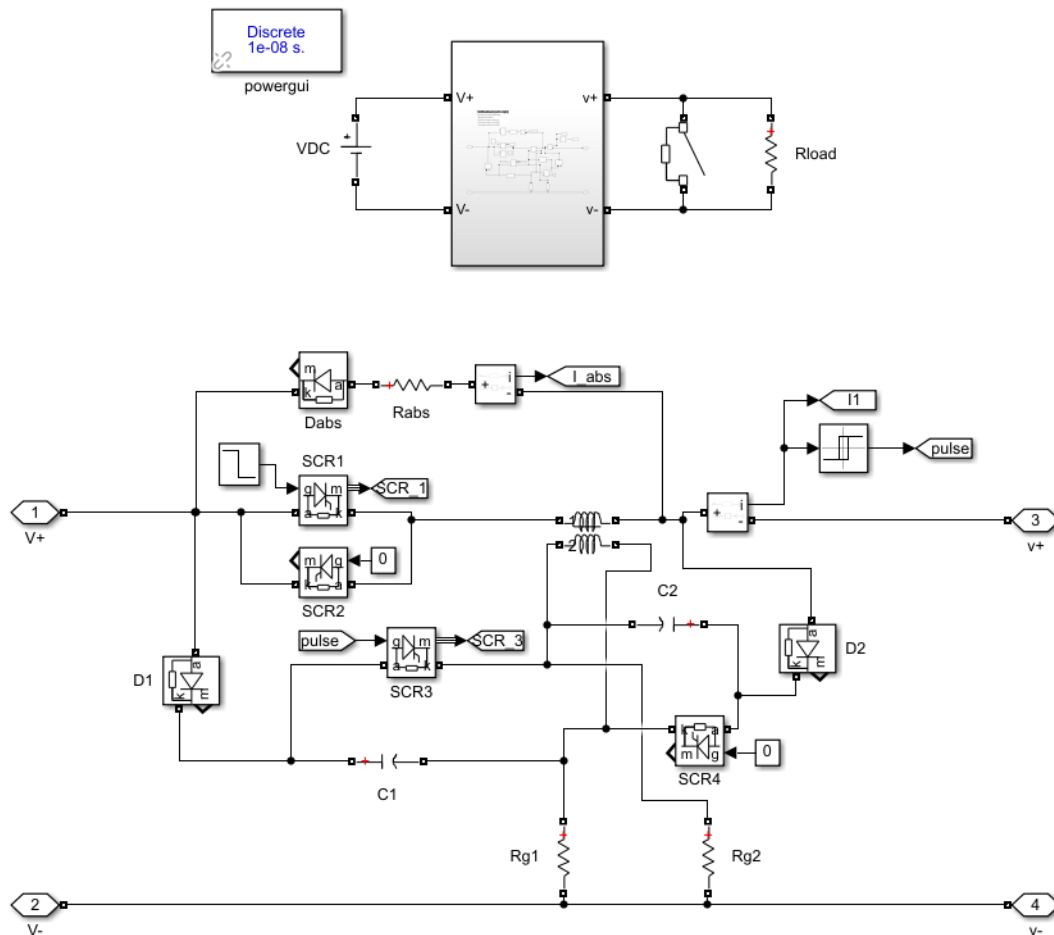 Discrete
1e-08 s.
powergui
V+
v+
VDC
Rload
V-
v-
m
k
a
Dabs
Rabs
+
i
-
I_abs
I1
SCR1
g
m
a
k
SCR_1
pulse
1
V+
1
2
+
i
-
3
v+
m
g
k
a
SCR2
0
C2
pulse
g
m
a
k
SCR3
SCR_3
a
k
m
D1
a
k
m
D2
k
a
m
g
SCR4
0
C1
Rg1
Rg2
2
V-
4
v-